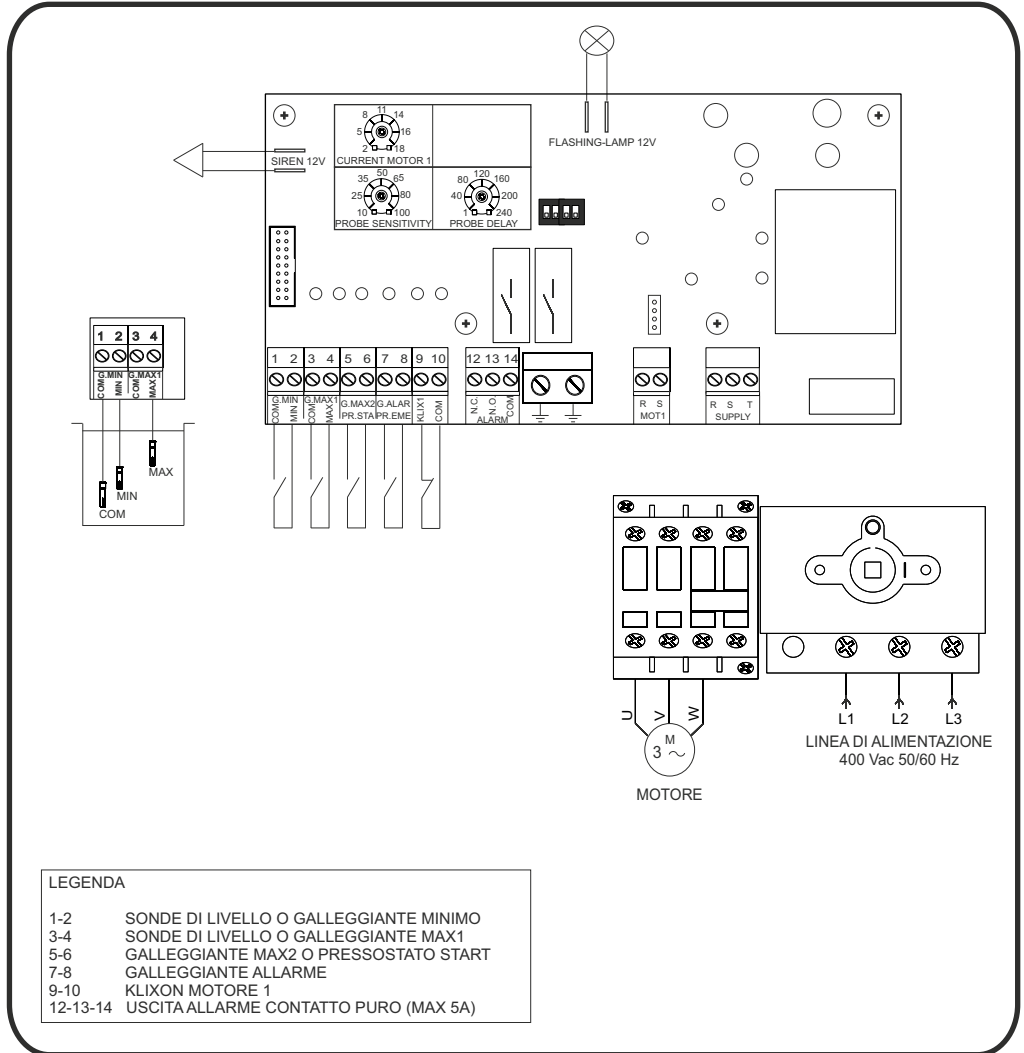 FLASHING-LAMP 12V
SIREN 12V
2 5 8 11 14 16 18
CURRENT MOTOR 1
10 25 35 50 65 80 100
PROBE SENSITIVITY
1 40 80 120 160 200 240
PROBE DELAY
1 2 3 4
G.MIN G.MAX1
COM MIN COM MAX1
MAX
MIN
COM
1 2 3 4 5 6 7 8 9 10 12 13 14
G.MIN G.MAX1 G.MAX2 G.ALAR
COM MIN COM MAX1 PR.STA PR.EME KLIX1 COM N.C. N.O. COM
ALARM
R S
MOT1
R S T
SUPPLY
U V W
M
3
MOTORE
L1 L2 L3
LINEA DI ALIMENTAZIONE
400 Vac 50/60 Hz
LEGENDA
1-2 SONDE DI LIVELLO O GALLEGGIANTE MINIMO
3-4 SONDE DI LIVELLO O GALLEGGIANTE MAX1
5-6 GALLEGGIANTE MAX2 O PRESSOSTATO START
7-8 GALLEGGIANTE ALLARME
9-10 KLIXON MOTORE 1
12-13-14 USCITA ALLARME CONTATTO PURO (MAX 5A)